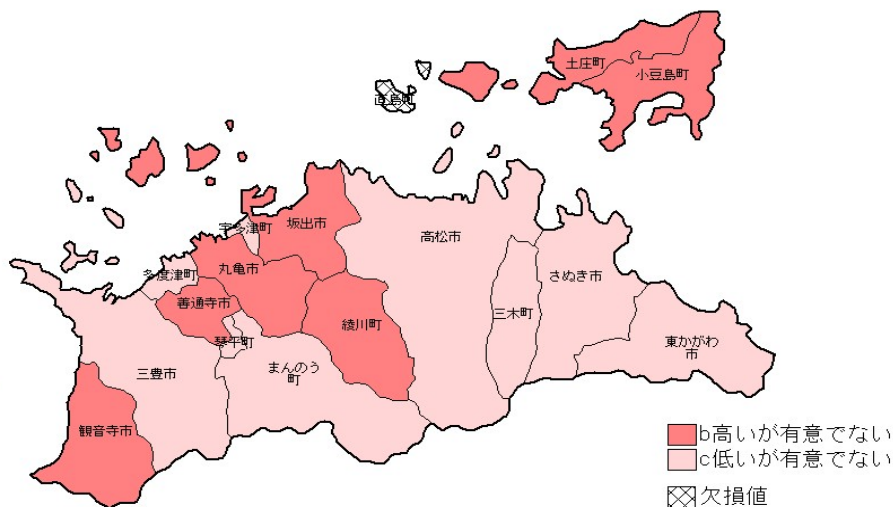 土庄町
小豆島町
直島町
宇多津町
坂出市
高松市
多度津町
丸亀市
さぬき市
善通寺市
三木町
綾川町
琴平町
東かがわ
市
三豊市
まんのう
町
観音寺市
b高いが有意でない
c低いが有意でない
欠損値